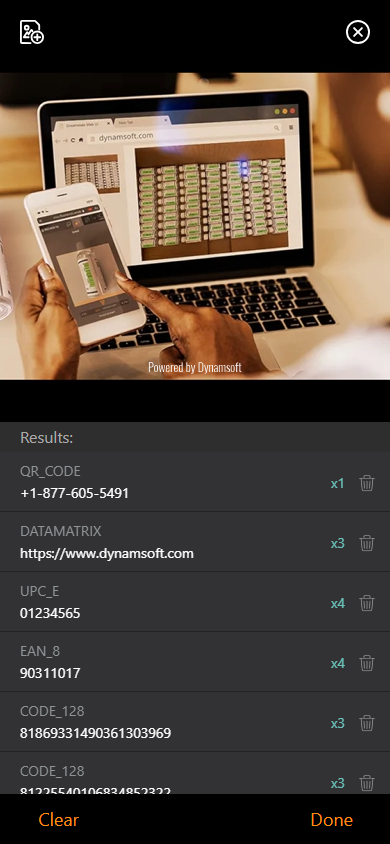 dynamsoft.com
Powered by Dynamsoft
Results:
QR_CODE
+1-877-605-5491
x1
DATAMATRIX
https://www.dynamsoft.com
x3
UPC_E
01234565
x4
EAN_8
90311017
x4
CODE_128
81869331490361303969
x3
CODE_128
81225540106834852322
x3
Clear
Done